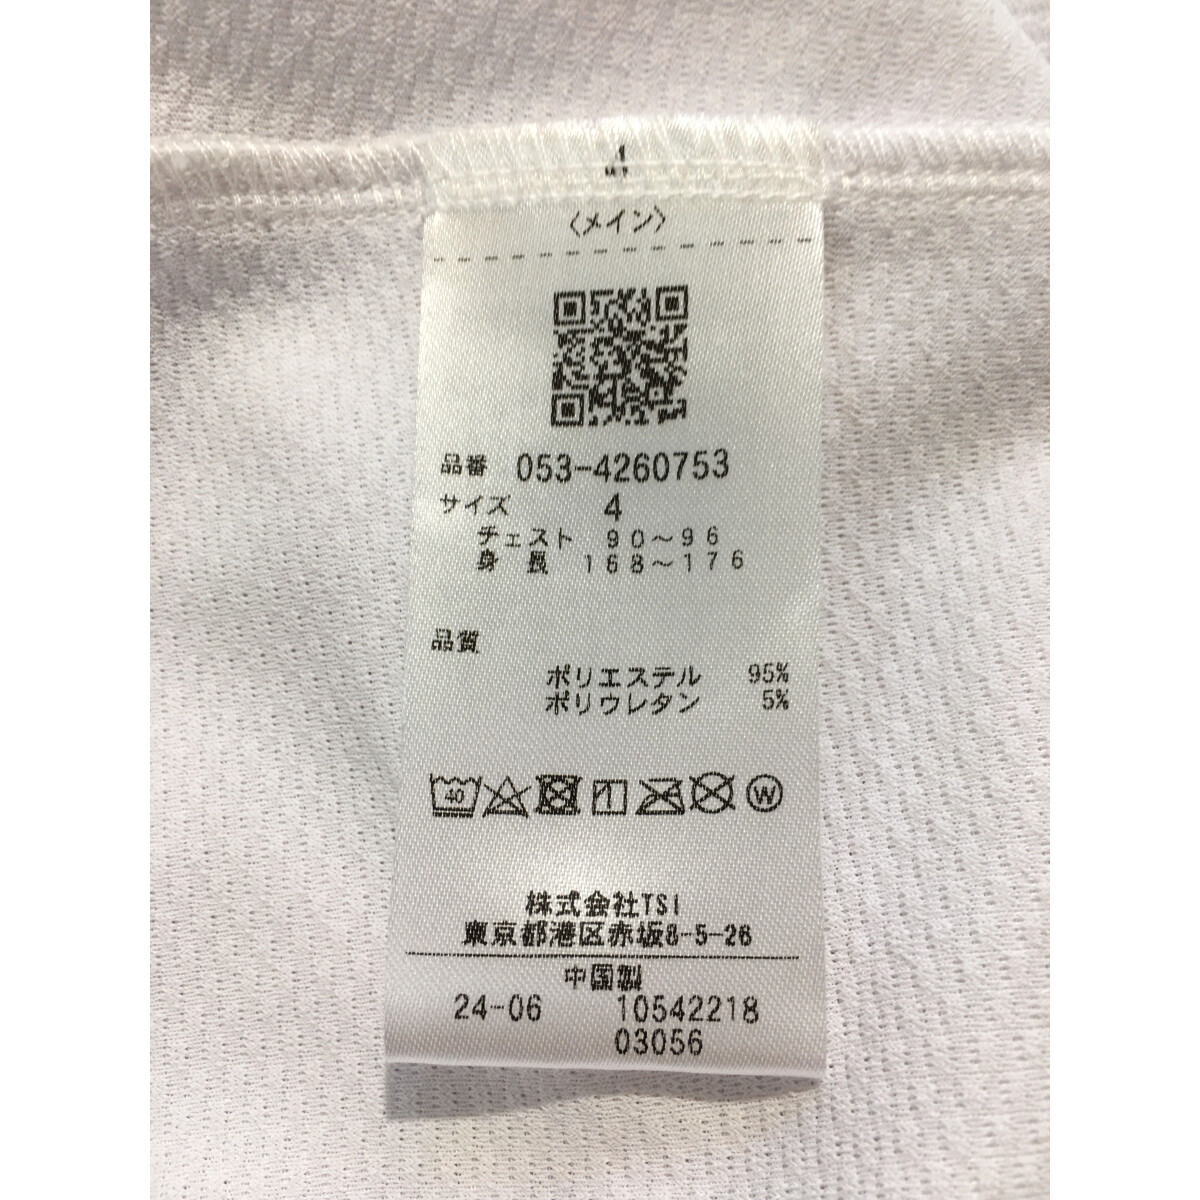 4
〈メイン〉
品番 053-4260753
サイズ 4
チェスト 90～96
身長 168～176
品質
ポリエステル 95%
ポリウレタン 5%
40
W
株式会社TSI
東京都港区赤坂8-5-26
中国製
24-06 10542218
03056